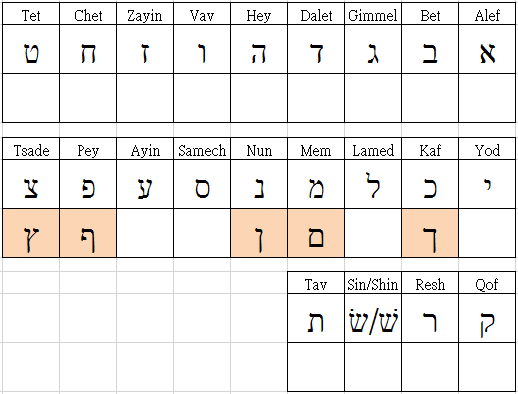 Tet Chet Zayin Vav Hey Dalet Gimmel Bet Alef
א ב ג ד ה ו ז ח ט
Tsade Pey Ayin Samech Nun Mem Lamed Kaf Yod
י כ ל מ נ ס ע פ צ
ך ם ן ף ץ
Tav Sin/Shin Resh Qof
ק ר שׁ/שׂ ת